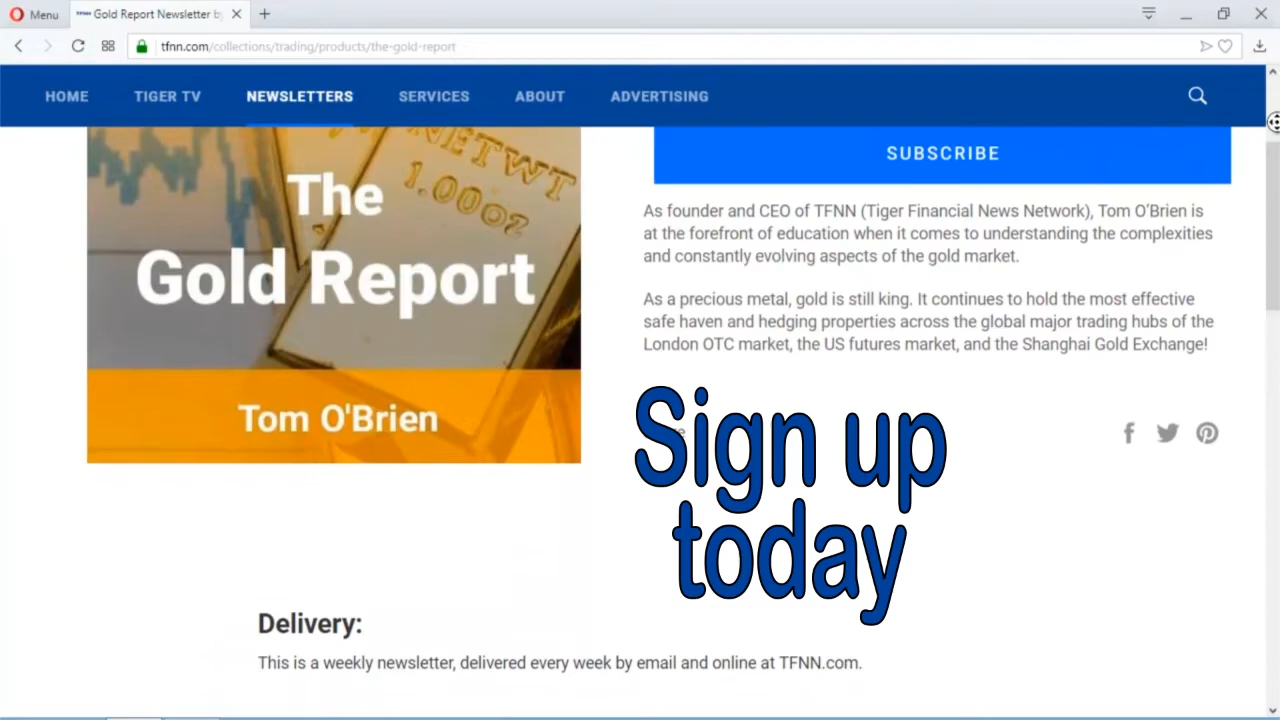 Menu
Gold Report Newsletter by
tfnn.com/collections/trading/products/the-gold-report
HOME
TIGER TV
NEWSLETTERS
SERVICES
ABOUT
ADVERTISING
NETWT
1.00OZ
The
Gold Report
Tom O'Brien
SUBSCRIBE
As founder and CEO of TFNN (Tiger Financial News Network), Tom O'Brien is
at the forefront of education when it comes to understanding the complexities
and constantly evolving aspects of the gold market.
As a precious metal, gold is still king. It continues to hold the most effective
safe haven and hedging properties across the global major trading hubs of the
London OTC market, the US futures market, and the Shanghai Gold Exchange!
Sign up
today
Delivery:
This is a weekly newsletter, delivered every week by email and online at TFNN.com.